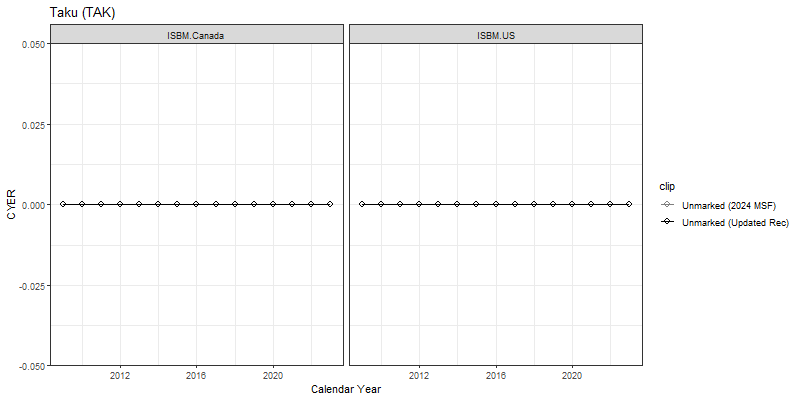 Taku (TAK)
ISBM.Canada
ISBM.US
0.050
0.025
0.000
-0.025
-0.050
CYER
2012
2016
2020
2012
2016
2020
Calendar Year
clip
Unmarked (2024 MSF)
Unmarked (Updated Rec)